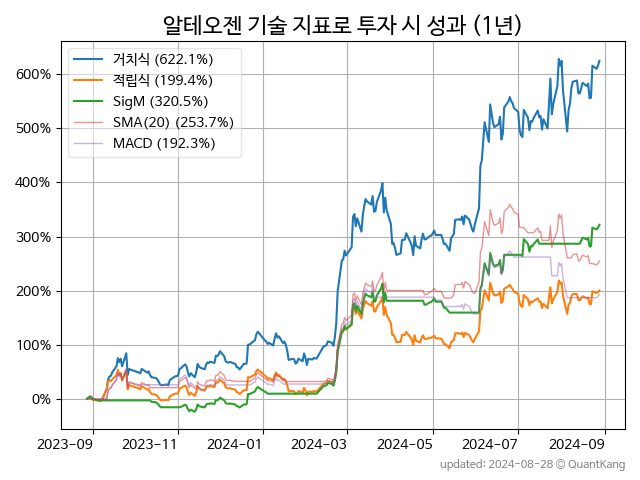 알테오젠 기술 지표로 투자 시 성과 (1년)
거치식 (622.1%)
적립식 (199.4%)
SigM (320.5%)
SMA(20) (253.7%)
MACD (192.3%)
600%
500%
400%
300%
200%
100%
0%
2023-09 2023-11 2024-01 2024-03 2024-05 2024-07 2024-09
updated: 2024-08-28 © QuantKang